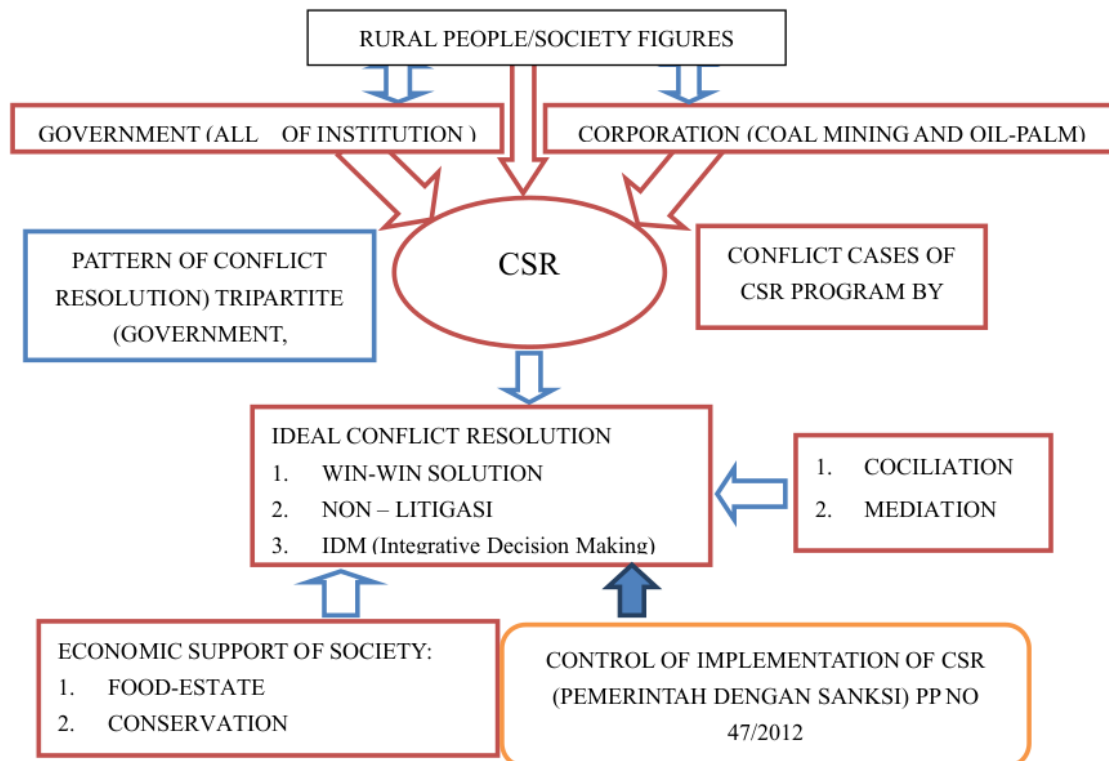 RURAL PEOPLE/SOCIETY FIGURES
GOVERNMENT (ALL OF INSTITUTION )
CORPORATION (COAL MINING AND OIL-PALM)
CSR
PATTERN OF CONFLICT
RESOLUTION) TRIPARTITE
(GOVERNMENT,
CONFLICT CASES OF
CSR PROGRAM BY
IDEAL CONFLICT RESOLUTION
1. WIN-WIN SOLUTION
2. NON – LITIGASI
3. IDM (Integrative Decision Making)
1. COCILIATION
2. MEDIATION
ECONOMIC SUPPORT OF SOCIETY:
1. FOOD-ESTATE
2. CONSERVATION
CONTROL OF IMPLEMENTATION OF CSR
(PEMERINTAH DENGAN SANKSI) PP NO
47/2012